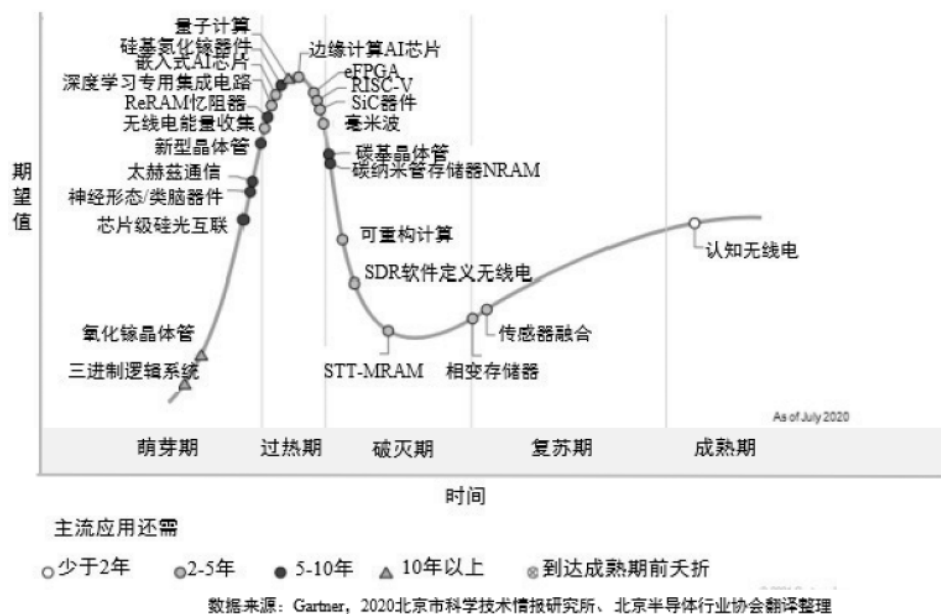 量子计算
硅基氮化镓器件
边缘计算AI芯片
嵌入式AI芯片
eFPGA
深度学习专用集成电路
RISC-V
ReRAM忆阻器
SiC器件
无线电能量收集
毫米波
新型晶体管
碳基晶体管
太赫兹通信
碳纳米管存储器NRAM
神经形态/类脑器件
芯片级硅光互联
可重构计算
认知无线电
SDR软件定义无线电
氧化镓晶体管
传感器融合
三进制逻辑系统
STT-MRAM
相变存储器
期望值
As of July 2020
萌芽期 过热期 破灭期 复苏期 成熟期
时间
主流应用还需
少于2年 2-5年 5-10年 10年以上 到达成熟期前夭折
数据来源：Gartner，2020北京市科学技术情报研究所、北京半导体行业协会翻译整理